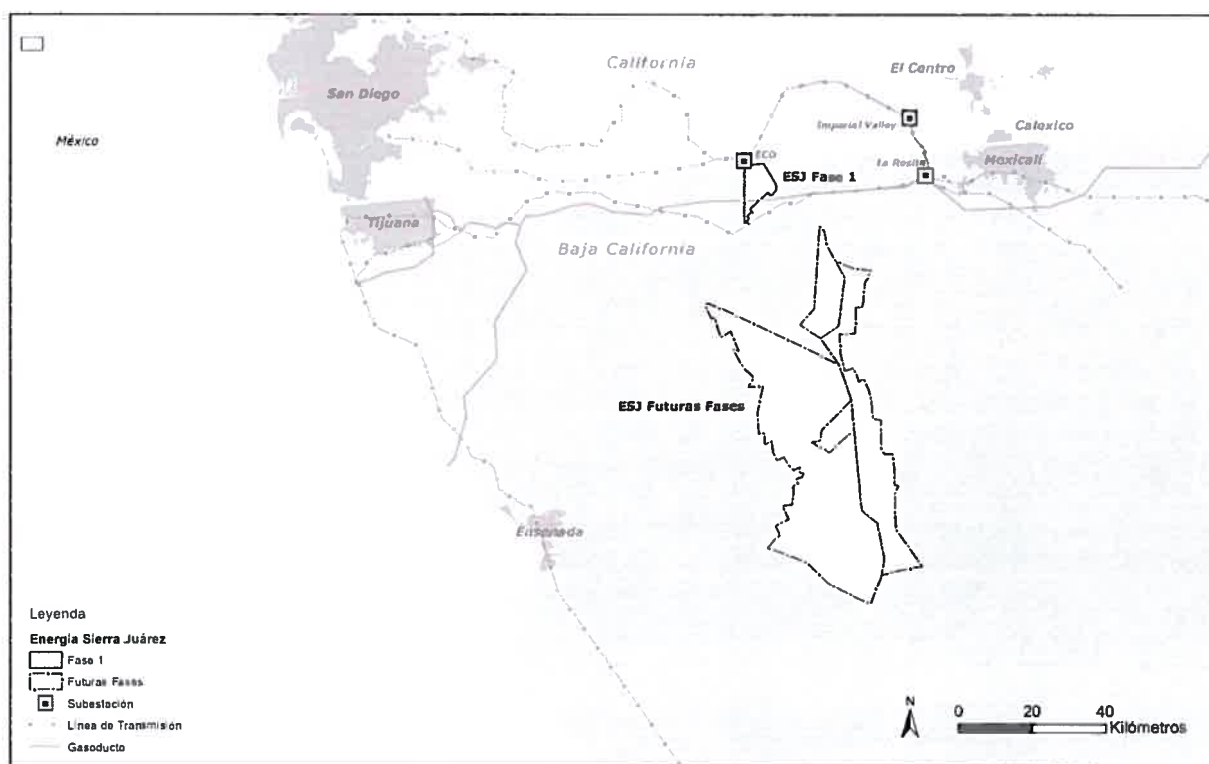 California
El Centro
San Diego
Imperial Valley
Calexico
México
ECO
La Rosita
Mexicali
ESJ Fase 1
Tijuana
Baja California
ESJ Futuras Fases
Ensenada
Leyenda
Energía Sierra Juárez
Fase 1
Futuras Fases
Subestación
Línea de Transmisión
Gasoducto
N
0 20 40
Kilómetros